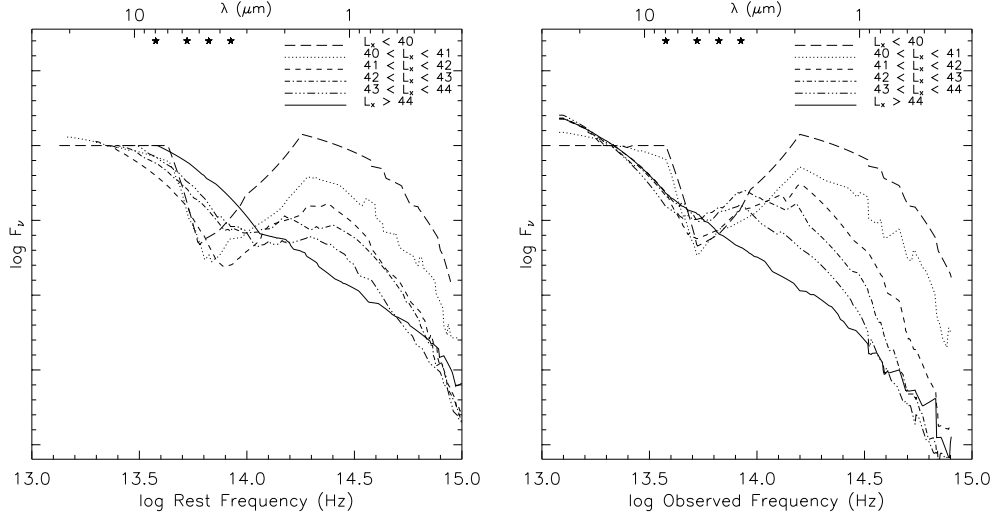 λ (μm)
10 1
L_x < 40
40 < L_x < 41
41 < L_x < 42
42 < L_x < 43
43 < L_x < 44
L_x > 44
log F_ν
13.0 13.5 14.0 14.5 15.0
log Rest Frequency (Hz)
λ (μm)
10 1
L_x < 40
40 < L_x < 41
41 < L_x < 42
42 < L_x < 43
43 < L_x < 44
L_x > 44
log F_ν
13.0 13.5 14.0 14.5 15.0
log Observed Frequency (Hz)